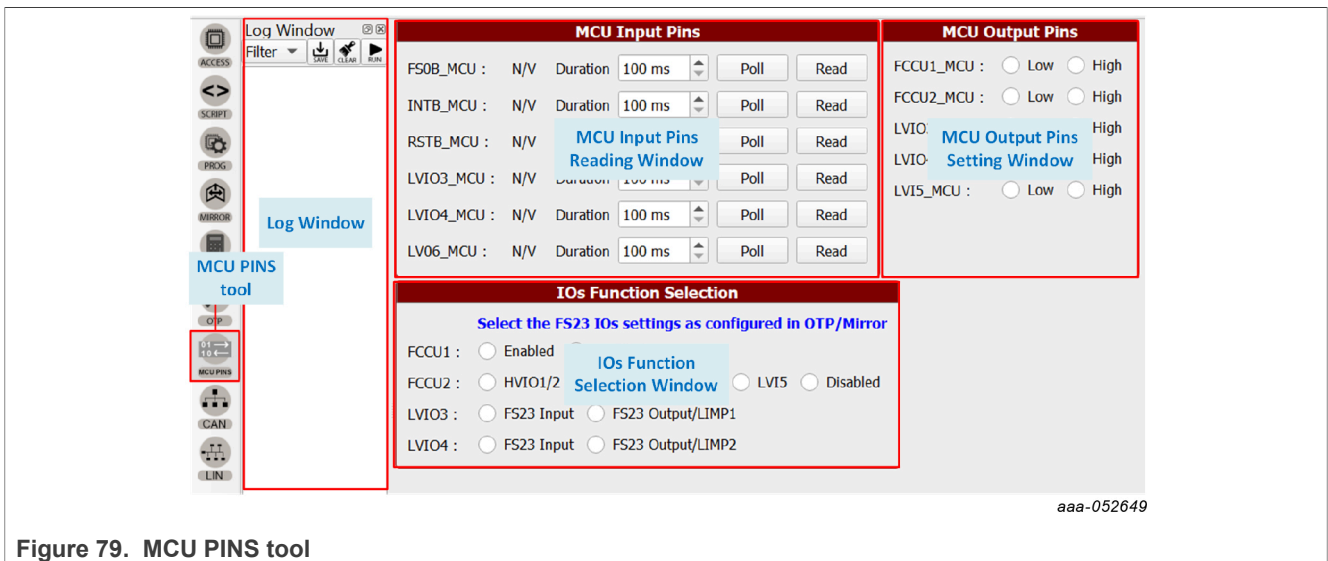 ACCESS
SCRIPT
PROG
MIRROR
MCU PINS
tool
OTP
MCU PINS
CAN
LIN
Log Window
Filter
SAVE CLEAR RUN
Log Window
MCU Input Pins
FS0B_MCU : N/V Duration 100 ms Poll Read
INTB_MCU : N/V Duration 100 ms Poll Read
RSTB_MCU : N/V Poll Read
LVIO3_MCU : N/V Duration 100 ms Poll Read
LVIO4_MCU : N/V Duration 100 ms Poll Read
LV06_MCU : N/V Duration 100 ms Poll Read
MCU Input Pins
Reading Window
MCU Output Pins
FCCU1_MCU : Low High
FCCU2_MCU : Low High
LVIO High
LVIO High
LVI5_MCU : Low High
MCU Output Pins
Setting Window
IOs Function Selection
Select the FS23 IOs settings as configured in OTP/Mirror
FCCU1 : Enabled
FCCU2 : HVIO1/2 LVI5 Disabled
LVIO3 : FS23 Input FS23 Output/LIMP1
LVIO4 : FS23 Input FS23 Output/LIMP2
IOs Function
Selection Window
aaa-052649
Figure 79. MCU PINS tool